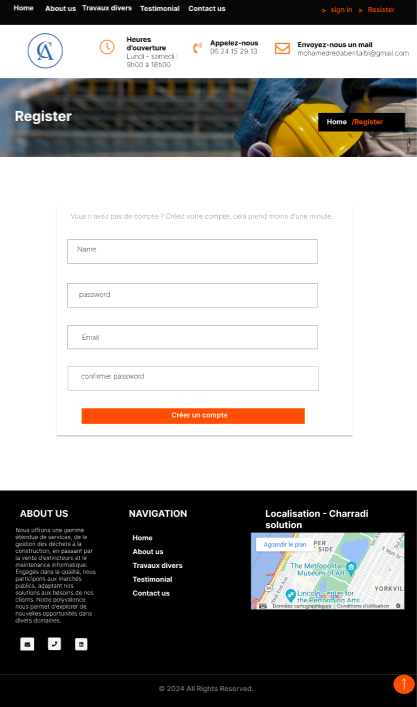 Home About us Travaux divers Testimonial Contact us > sign in > Resister
CA
Heures
d'ouverture
Lundi - samedi :
9h00 à 18h00
Appelez-nous
06 24 15 29 13
Envoyez-nous un mail
mohamedredabentalbi@gmail.com
Register
Home /Register
Vous n'avez pas de compte ? Créez votre compte, cela prend moins d'une minute.
Name
password
Email
confirmer password
Créer un compte
ABOUT US
Nous offrons une gamme
étendue de services, de la
gestion des déchets à la
construction, en passant par
la vente d'extincteurs et la
maintenance informatique.
Engagés dans la qualité, nous
participons aux marchés
publics, adaptant nos
solutions aux besoins de nos
clients. Notre polyvalence
nous permet d'explorer de
nouvelles opportunités dans
divers domaines.
NAVIGATION
Home
About us
Travaux divers
Testimonial
Contact us
Localisation - Charradi
solution
Agrandir le plan
PER
SIDE
E 96th St
The Metropolitan
Museum of Art
YORKVIL
Lincoln Center for
the Performing Arts
Données cartographiques Conditions d'utilisation
© 2024 All Rights Reserved.